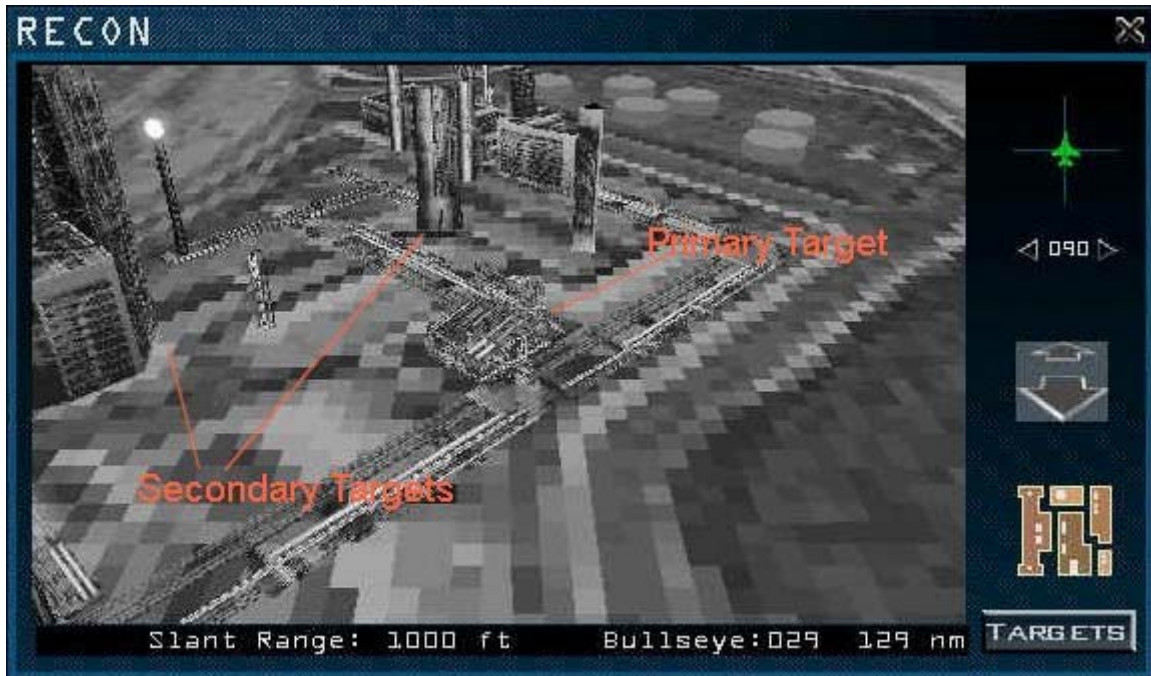 RECON
Primary Target
090
Secondary Targets
Slant Range: 1000 ft Bullseye:029 129 nm
TARGETS